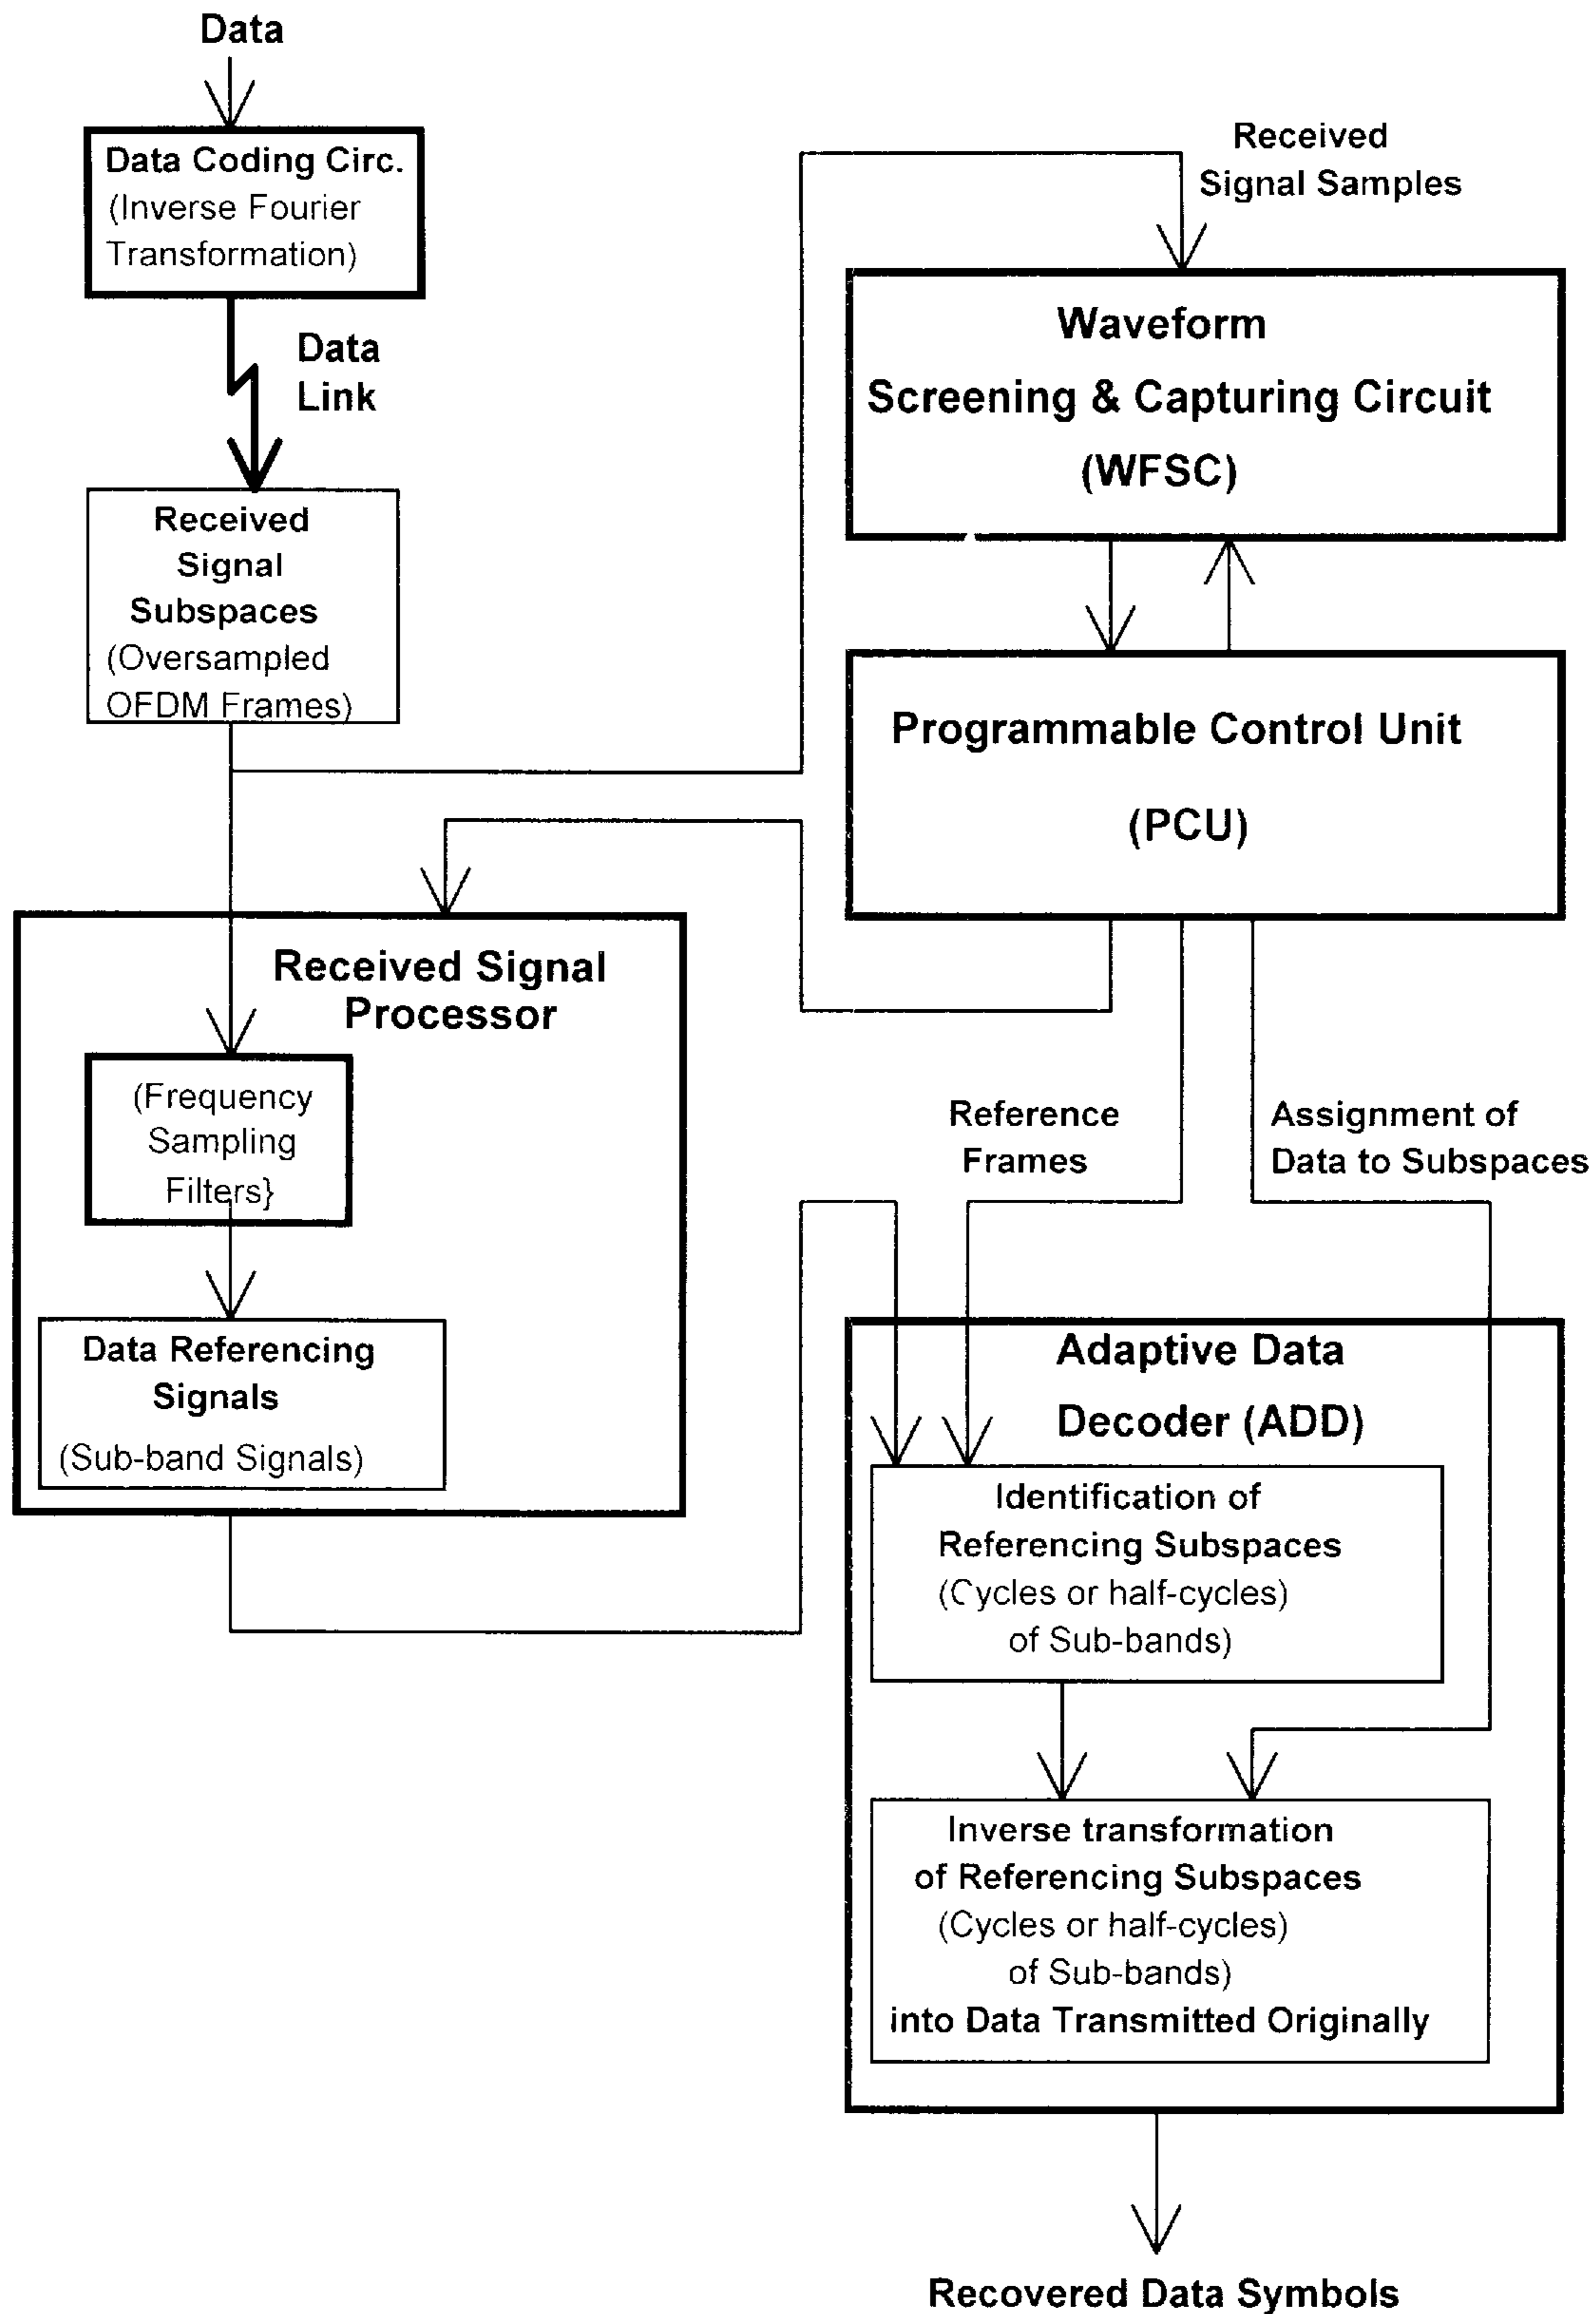 Data
Data Coding Circ.
(Inverse Fourier
Transformation)
Data
Link
Received
Signal
Subspaces
(Oversampled
OFDM Frames)
Received
Signal Samples
Waveform
Screening & Capturing Circuit
(WFSC)
Programmable Control Unit
(PCU)
Received Signal
Processor
(Frequency
Sampling
Filters}
Data Referencing
Signals
(Sub-band Signals)
Reference
Frames
Assignment of
Data to Subspaces
Adaptive Data
Decoder (ADD)
Identification of
Referencing Subspaces
(Cycles or half-cycles)
of Sub-bands)
Inverse transformation
of Referencing Subspaces
(Cycles or half-cycles)
of Sub-bands)
into Data Transmitted Originally
Recovered Data Symbols